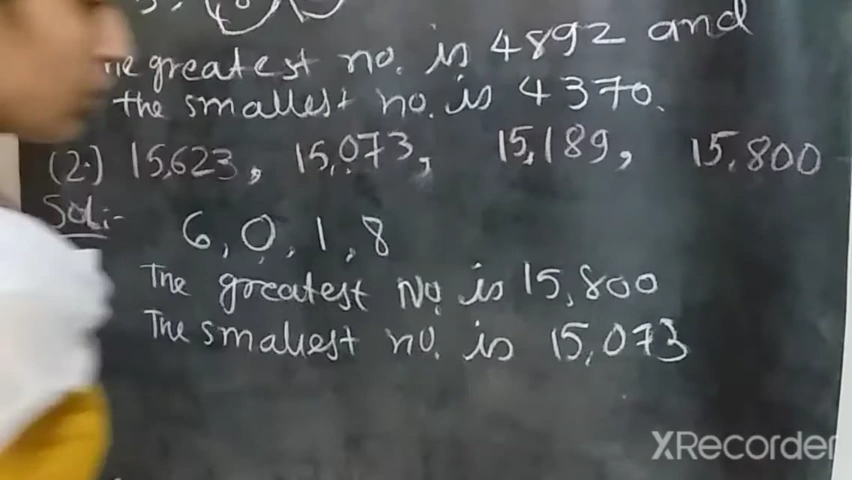 the greatest no. is 4892 and
the smallest no. is 4370.
(2.) 15,623, 15,073, 15,189, 15,800
Sol:- 6, 0, 1, 8
The greatest No. is 15,800
The smallest no. is 15,073
XRecorder